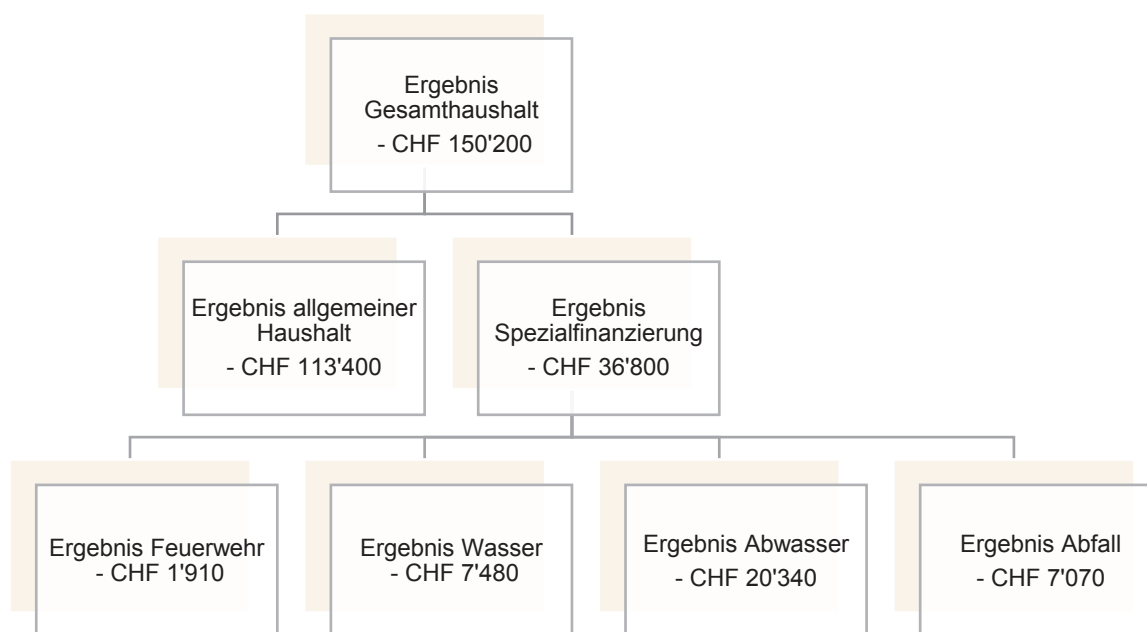 Ergebnis
Gesamthaushalt
- CHF 150'200
Ergebnis allgemeiner
Haushalt
- CHF 113'400
Ergebnis
Spezialfinanzierung
- CHF 36'800
Ergebnis Feuerwehr
- CHF 1'910
Ergebnis Wasser
- CHF 7'480
Ergebnis Abwasser
- CHF 20'340
Ergebnis Abfall
- CHF 7'070